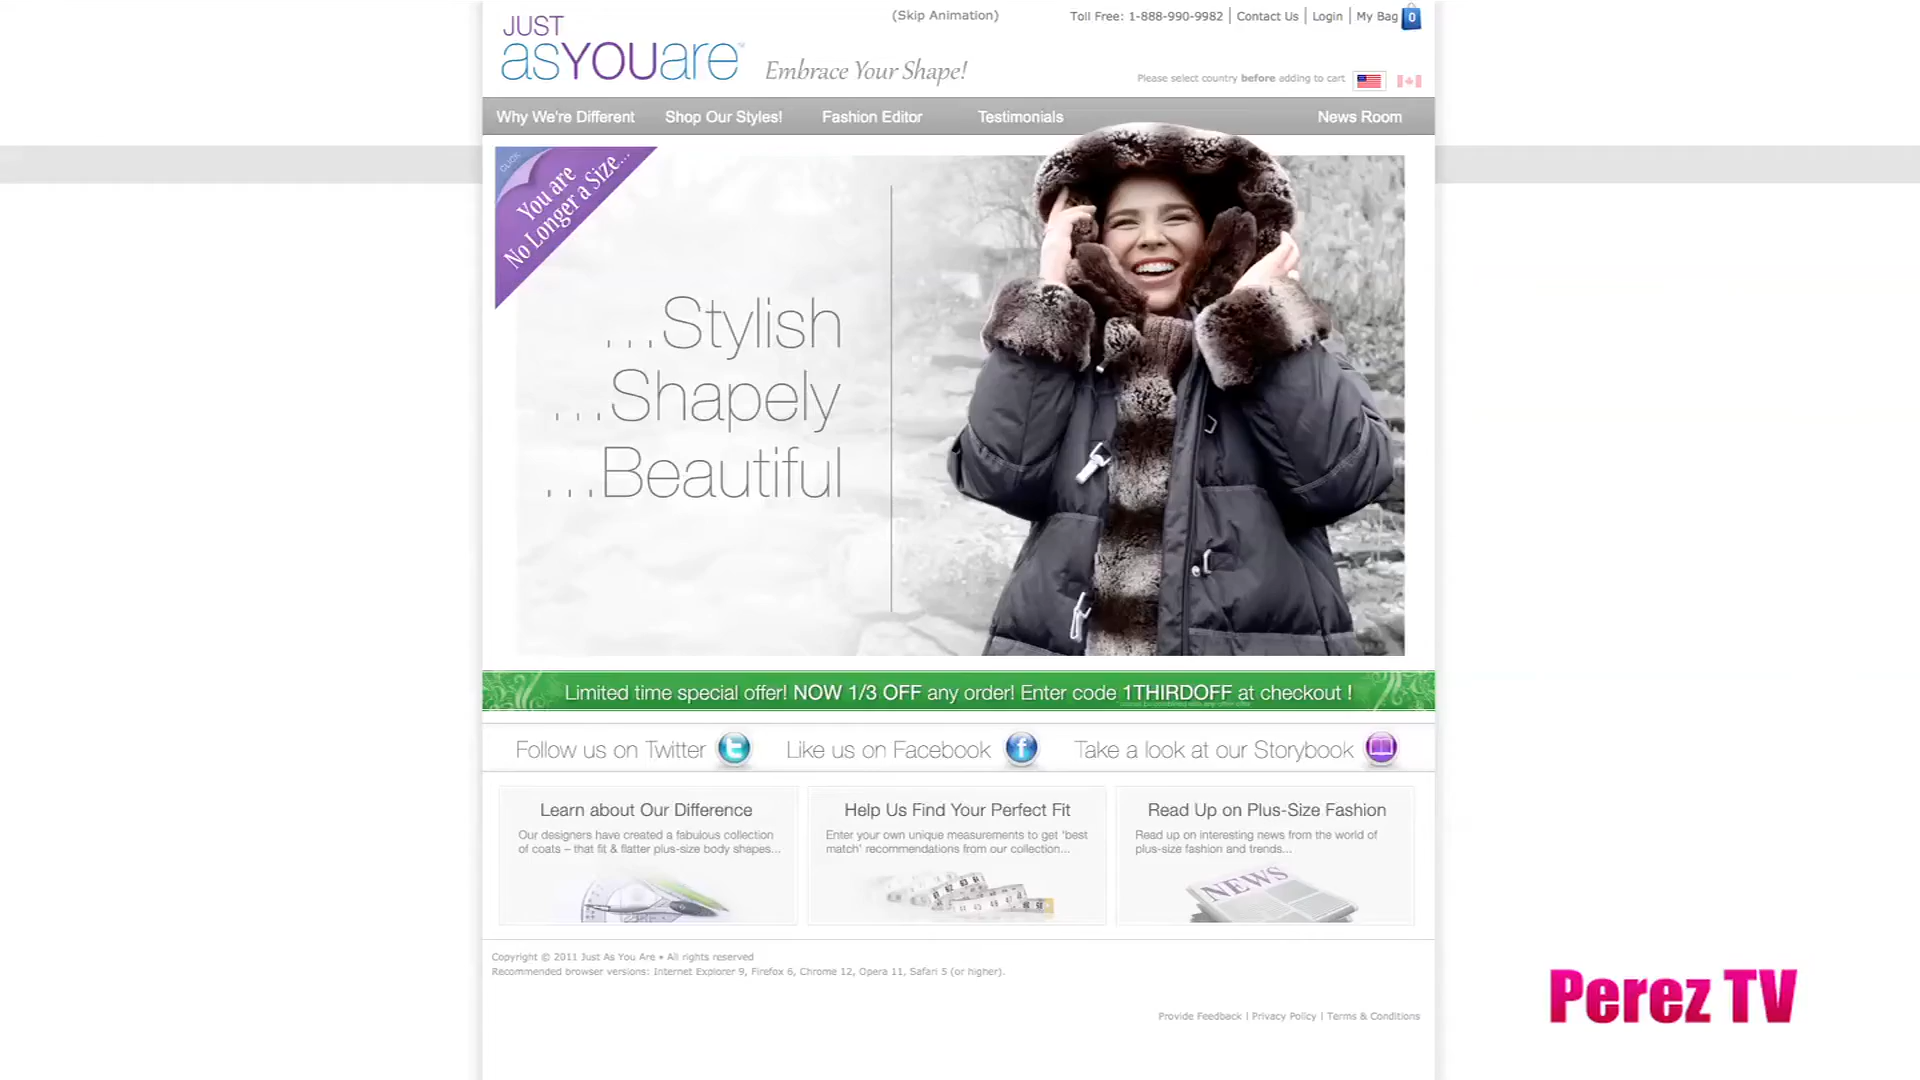 JUST
asYOUare
Embrace Your Shape!
(Skip Animation)
Toll Free: 1-888-990-9982 | Contact Us | Login | My Bag 0
Please select country before adding to cart
Why We're Different
Shop Our Styles!
Fashion Editor
Testimonials
News Room
CLICK
You are
No Longer a Size...
...Stylish
...Shapely
...Beautiful
Limited time special offer! NOW 1/3 OFF any order! Enter code 1THIRDOFF at checkout !
Follow us on Twitter
Like us on Facebook
Take a look at our Storybook
Learn about Our Difference
Our designers have created a fabulous collection
of coats – that fit & flatter plus-size body shapes...
Help Us Find Your Perfect Fit
Enter your own unique measurements to get 'best
match' recommendations from our collection...
Read Up on Plus-Size Fashion
Read up on interesting news from the world of
plus-size fashion and trends...
NEWS
Copyright © 2011 Just As You Are • All rights reserved
Recommended browser versions: Internet Explorer 9, Firefox 6, Chrome 12, Opera 11, Safari 5 (or higher).
Provide Feedback | Privacy Policy | Terms & Conditions
Perez TV